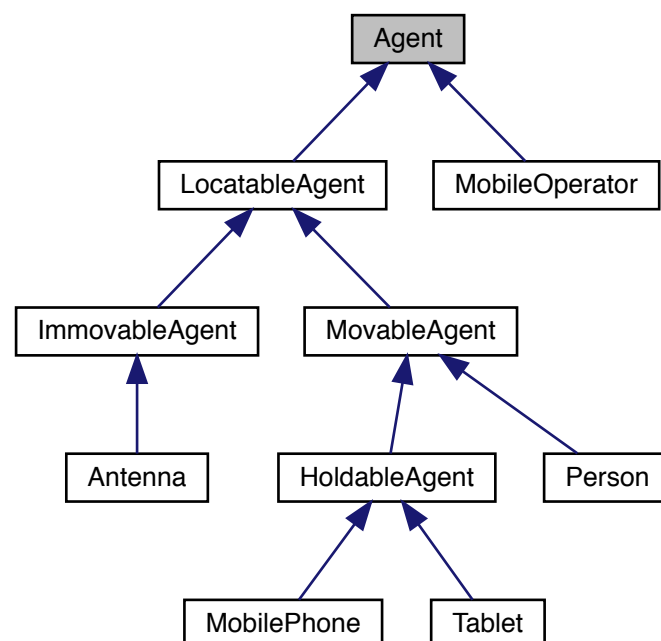 Agent
LocatableAgent
MobileOperator
ImmovableAgent
MovableAgent
Antenna
HoldableAgent
Person
MobilePhone
Tablet